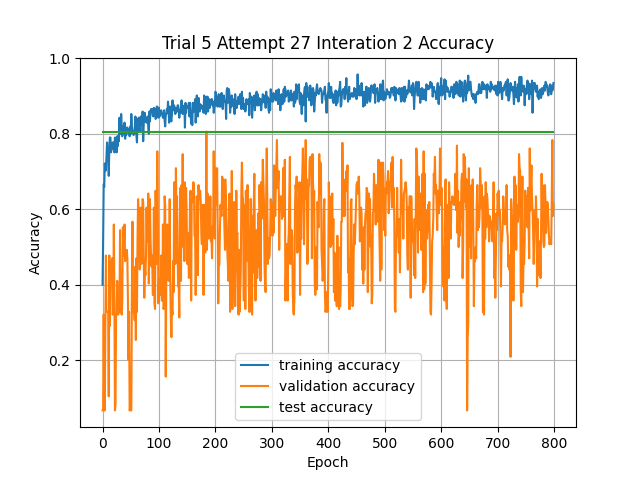 Trial 5 Attempt 27 Interation 2 Accuracy
1.0
0.8
0.6
0.4
0.2
Accuracy
training accuracy
validation accuracy
test accuracy
0 100 200 300 400 500 600 700 800
Epoch